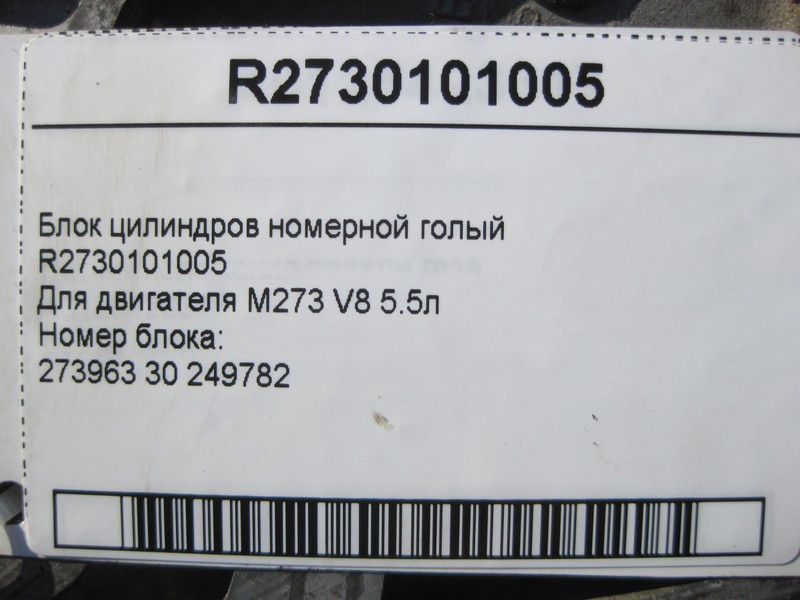 R2730101005
Блок цилиндров номерной голый
R2730101005
Для двигателя M273 V8 5.5л
Номер блока:
273963 30 249782